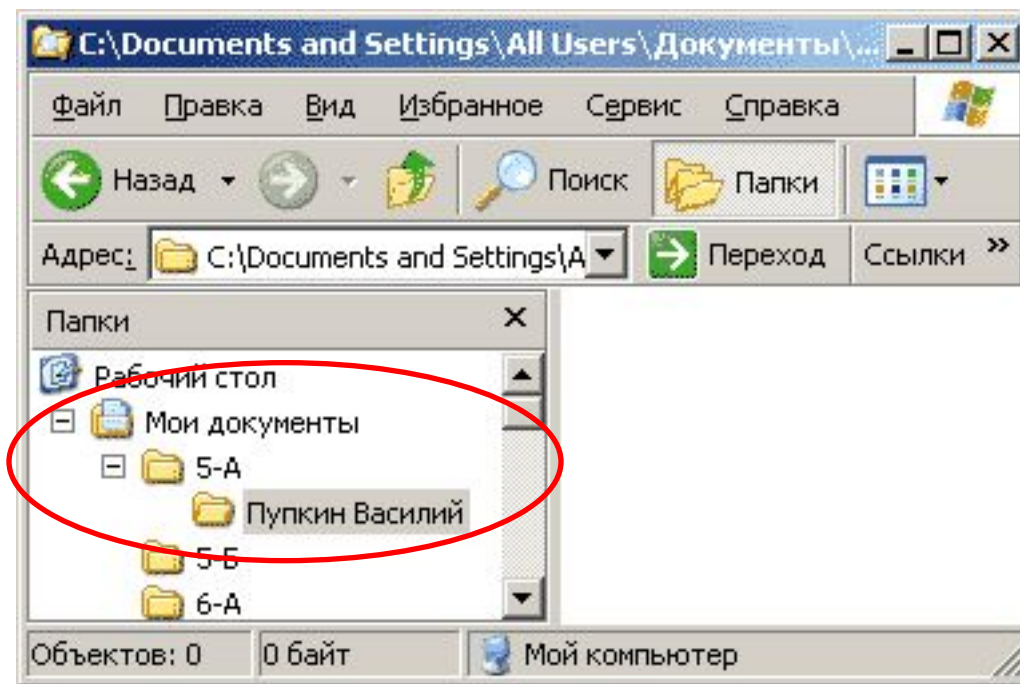 C:\Documents and Settings\All Users\Документы\...
Файл Правка Вид Избранное Сервис Справка
Назад Поиск Папки
Адрес: C:\Documents and Settings\A Переход Ссылки »
Папки
Рабочий стол
Мои документы
5-А
Пупкин Василий
5-Б
6-А
Объектов: 0 0 байт Мой компьютер